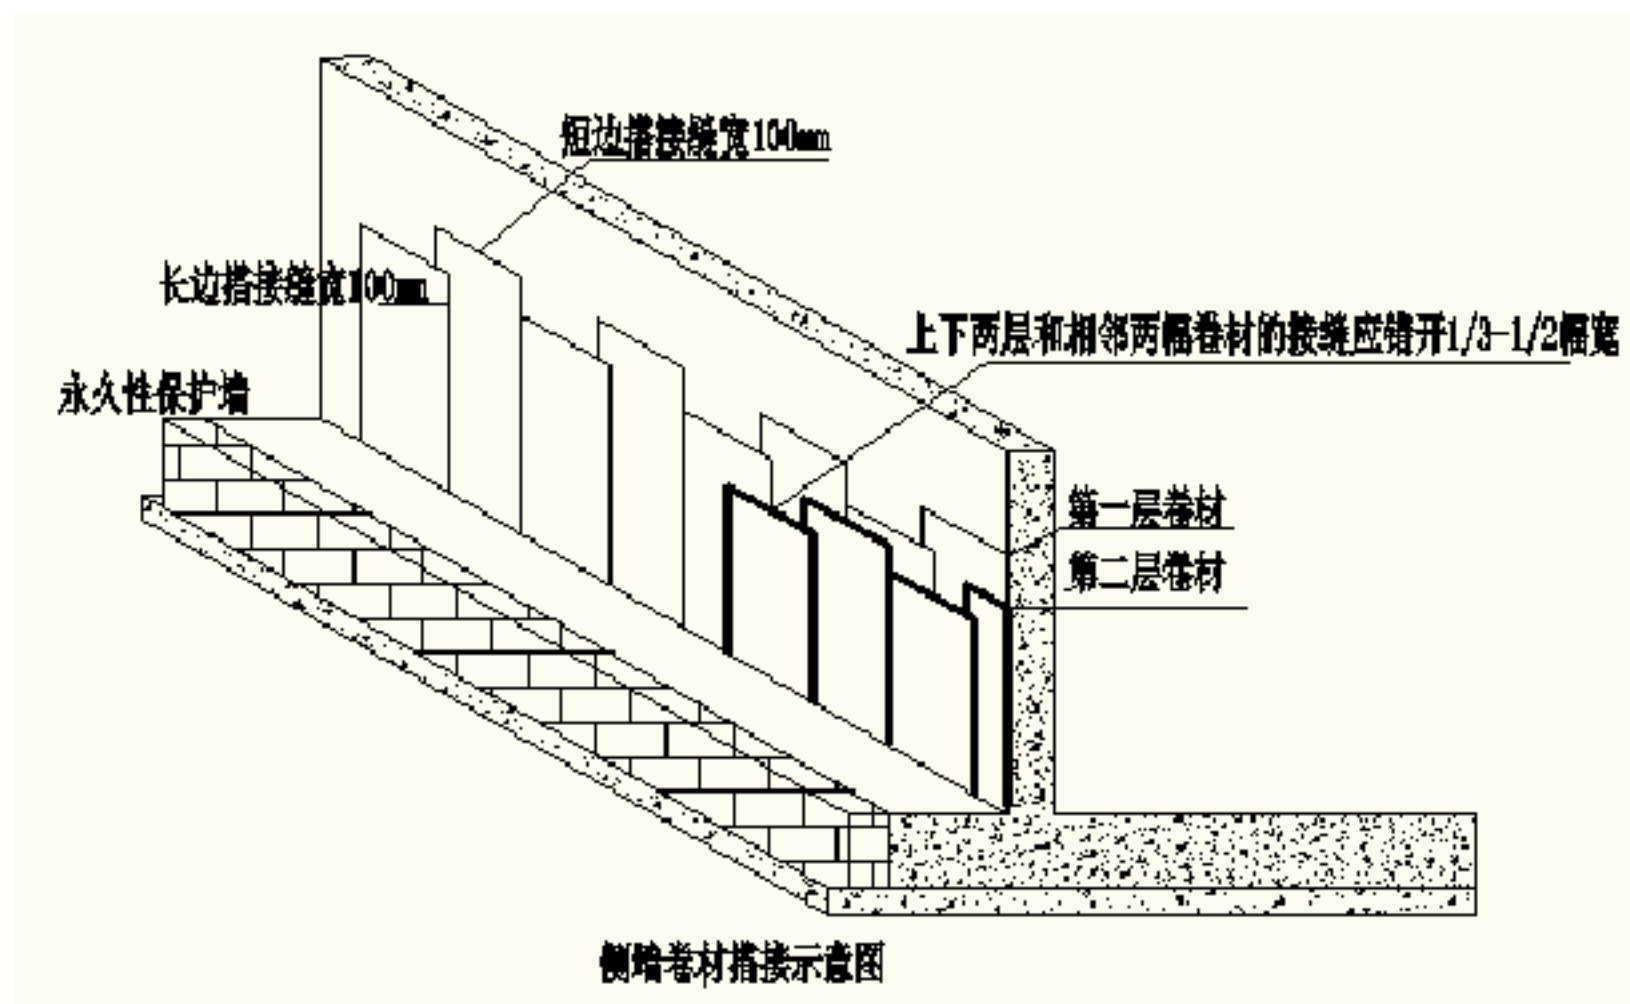 短边搭接缝宽100mm
长边搭接缝宽100mm
上下两层和相邻两幅卷材的接缝应错开1/3-1/2幅宽
永久性保护墙
第一层卷材
第二层卷材
侧墙卷材搭接示意图